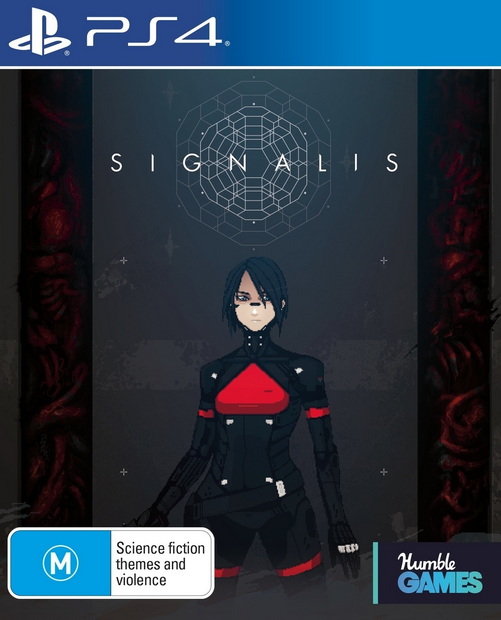 PS4
SIGNALIS
M
Science fiction
themes and
violence
Humble
GAMES